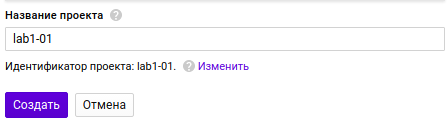 Название проекта ?
lab1-01
Идентификатор проекта: lab1-01. ? Изменить
Создать Отмена